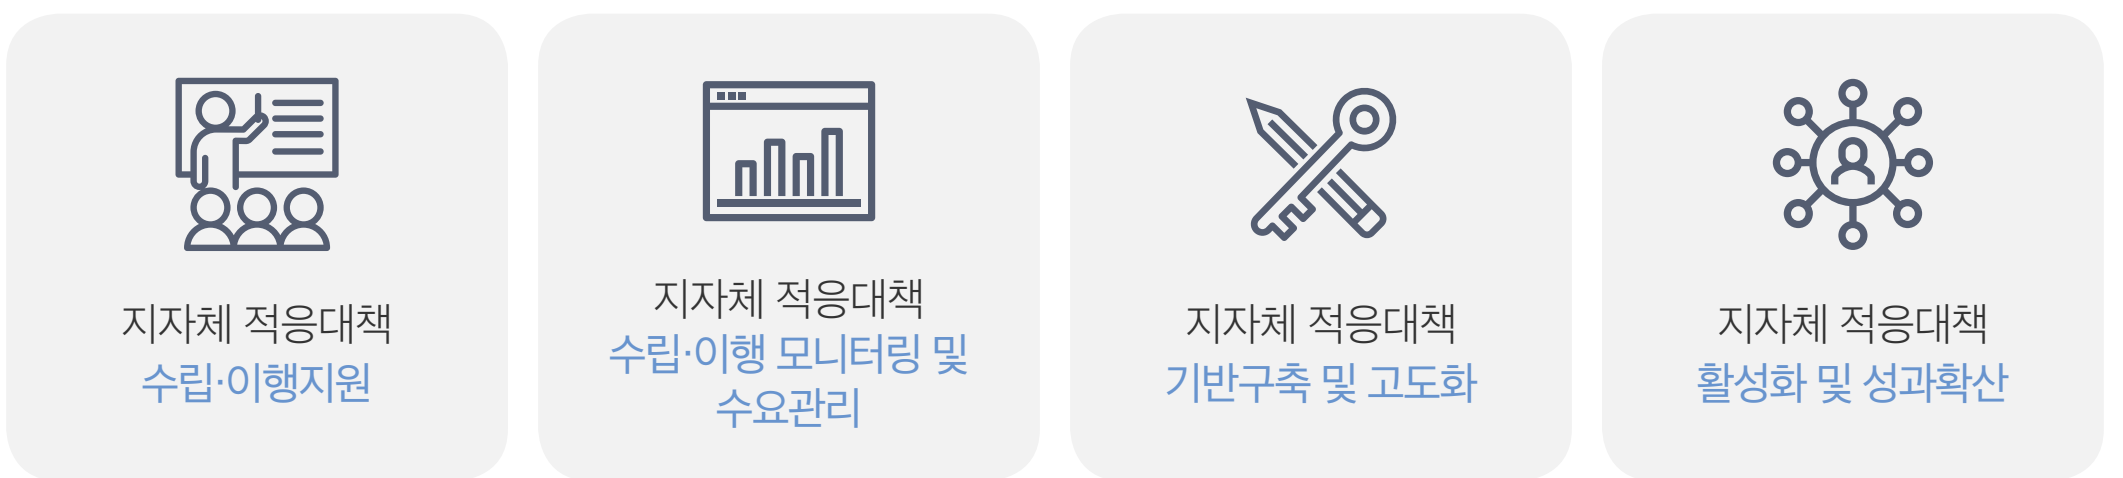 지자체 적응대책
수립·이행지원
지자체 적응대책
수립·이행 모니터링 및
수요관리
지자체 적응대책
기반구축 및 고도화
지자체 적응대책
활성화 및 성과확산